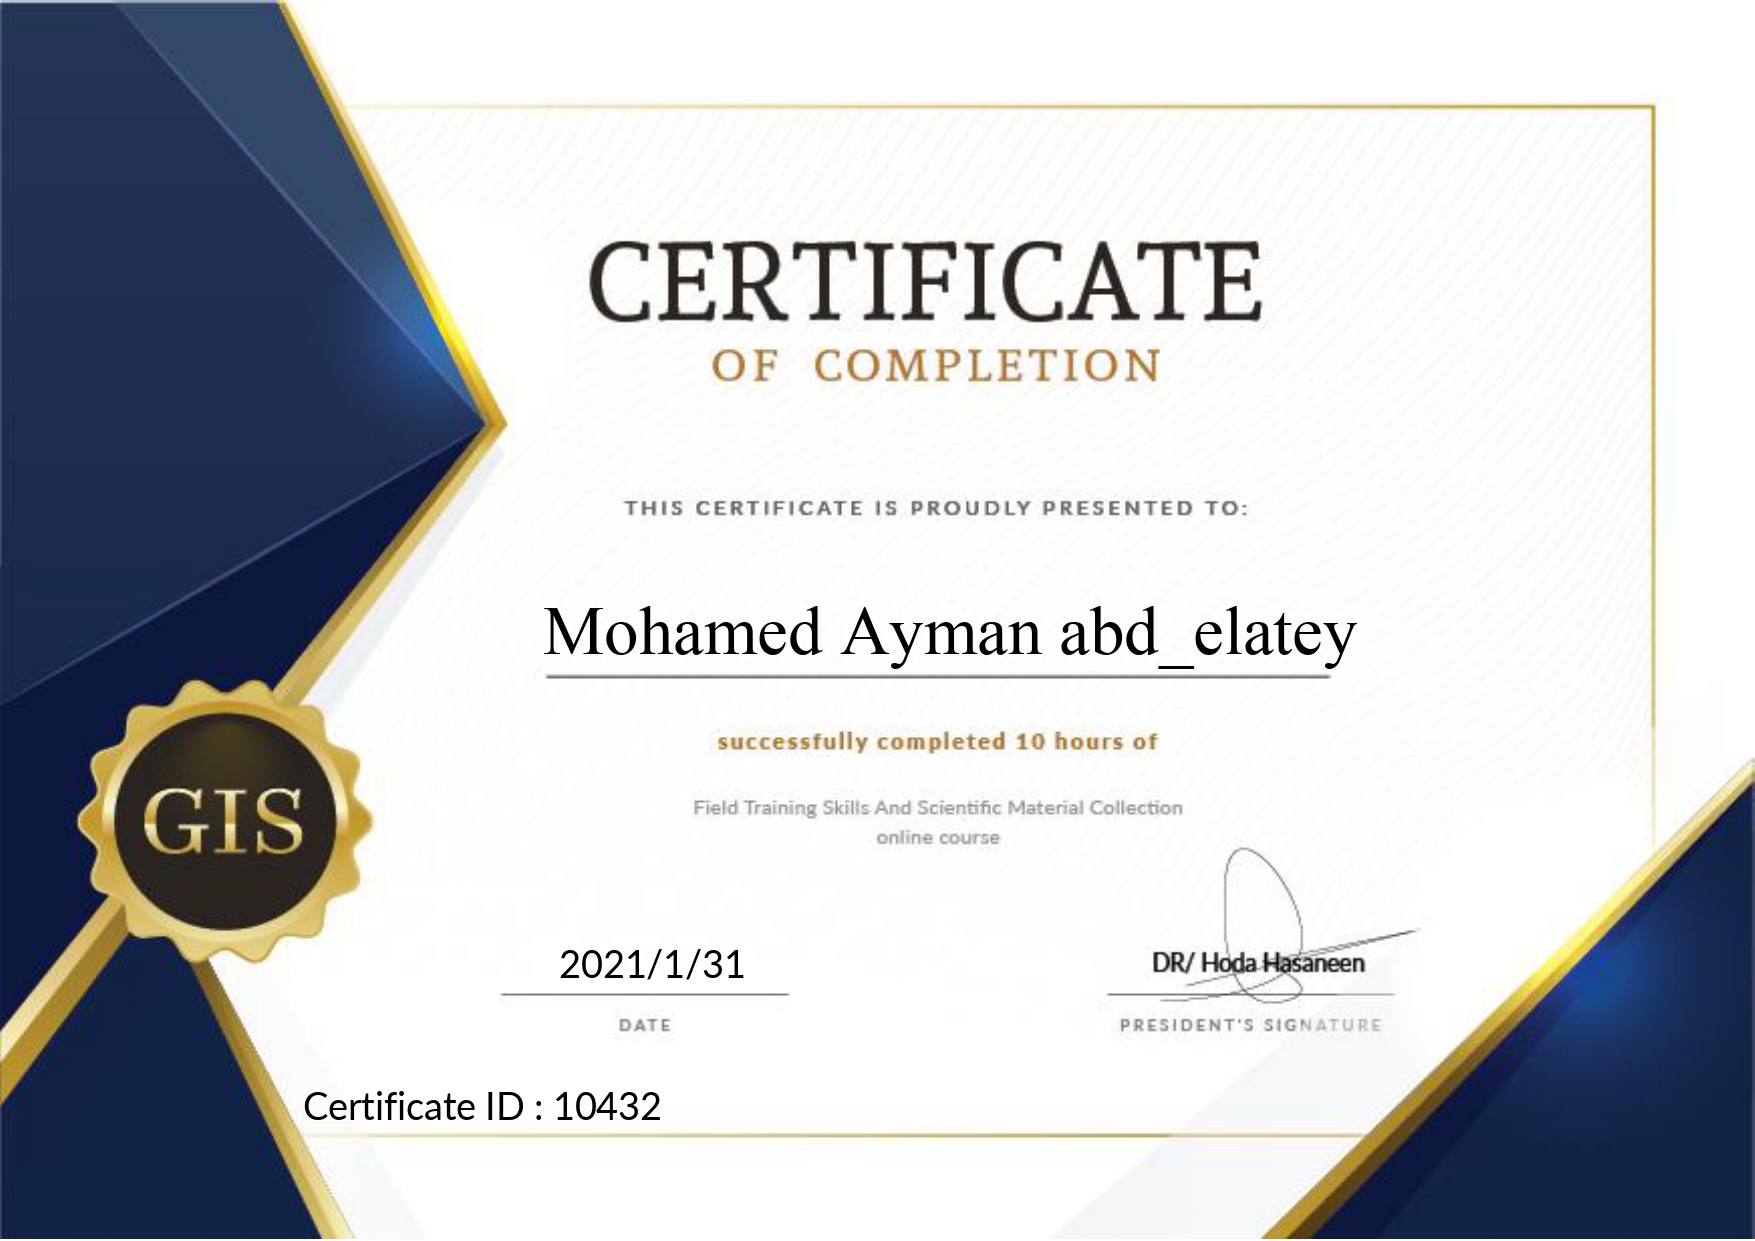 CERTIFICATE
OF COMPLETION
THIS CERTIFICATE IS PROUDLY PRESENTED TO:
Mohamed Ayman abd_elatey
successfully completed 10 hours of
Field Training Skills And Scientific Material Collection
online course
GIS
2021/1/31
DATE
DR/ Hoda Hasaneen
PRESIDENT'S SIGNATURE
Certificate ID : 10432